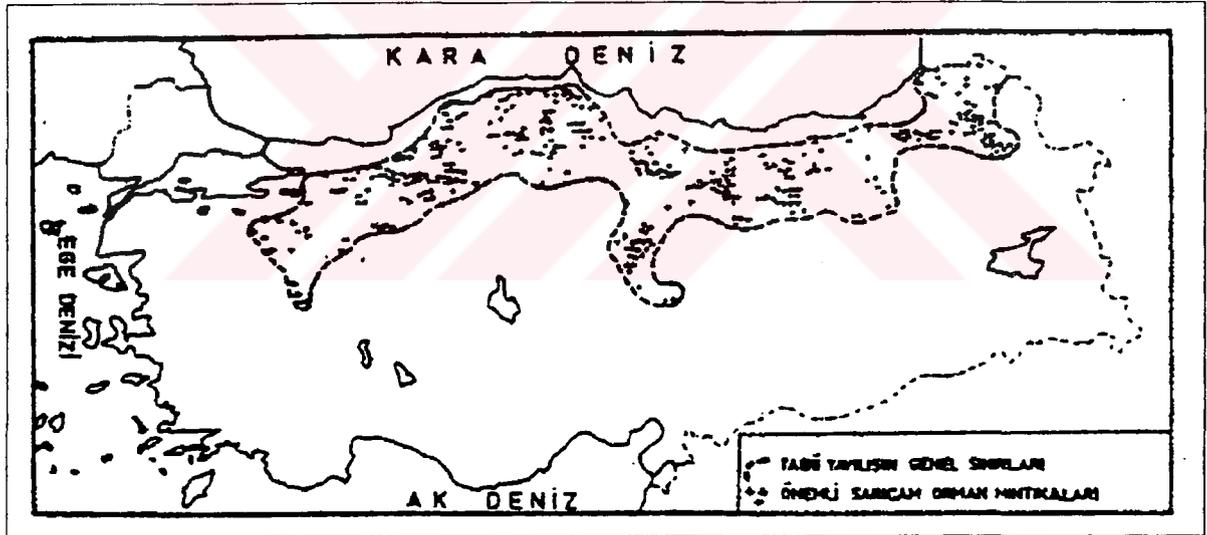 KARA DENİZ
EGE DENİZİ
AK DENİZ
TABİİ YAYILIŞIN GENEL SINIRLARI
ÖNEMLİ SARIÇAM ORMAN MINTIKALARI